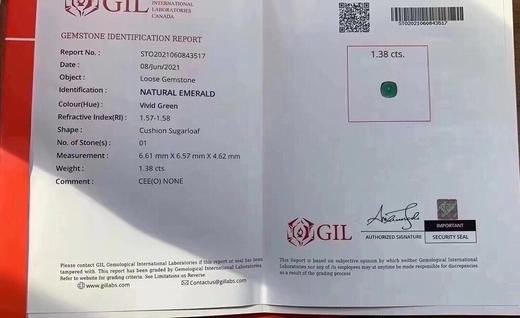 GIL
INTERNATIONAL
LABORATORIES
CANADA
GEMSTONE IDENTIFICATION REPORT
Report No. : STO2021060843517
Date : 08/Jun/2021
Object : Loose Gemstone
Identification : NATURAL EMERALD
Colour(Hue) : Vivid Green
Refractive Index(RI) : 1.57-1.58
Shape : Cushion Sugarloaf
No. of Stone(s) : 01
Measurement : 6.61 mm X 6.57 mm X 4.62 mm
Weight : 1.38 cts.
Comment : CEE(O) NONE
Please contact GIL Gemological International Laboratories if this report or seal has been
tampered with. This report has been graded by Gemological International Laboratories. Refer to
website for grading criteria. See Limitations on Reverse.
www.gillabs.com Contactus@gillabs.com
STO2021060843517
1.38 cts.
GIL
AUTHORIZED SIGNATURE
IMPORTANT
SECURITY SEAL
This Report is based on subjective opinion by which neither Gemological International
Laboratories nor any of its employees may at anytime be made responsible for discrepancies
as a result of the grading process